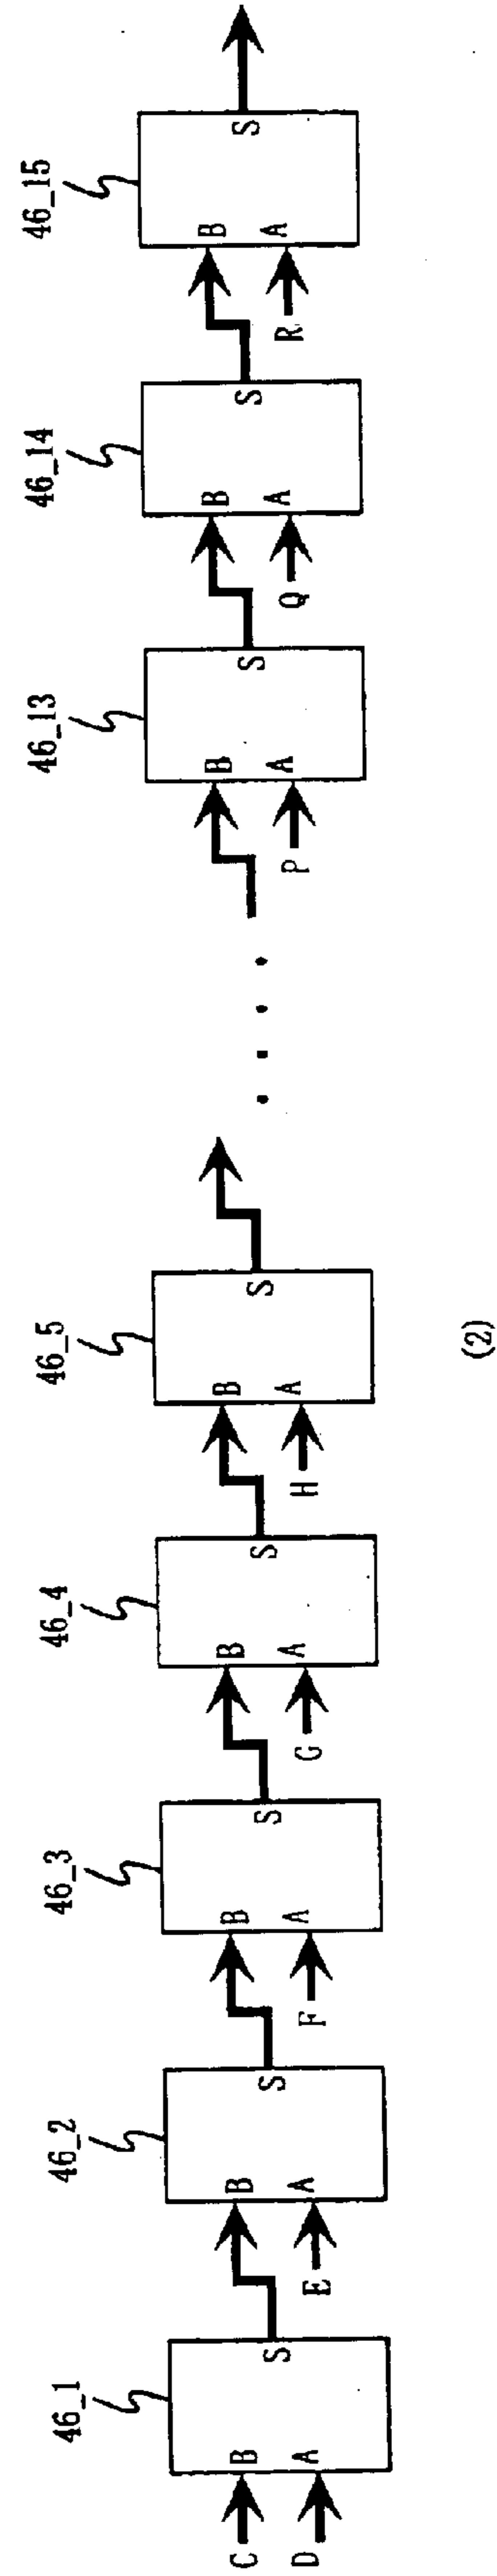 46_1 46_2 46_3 46_4 46_5 46_13 46_14 46_15
C B B B B B B B B
S S S S S S S S
D A E A F A G A H A P A Q A R A
(2)